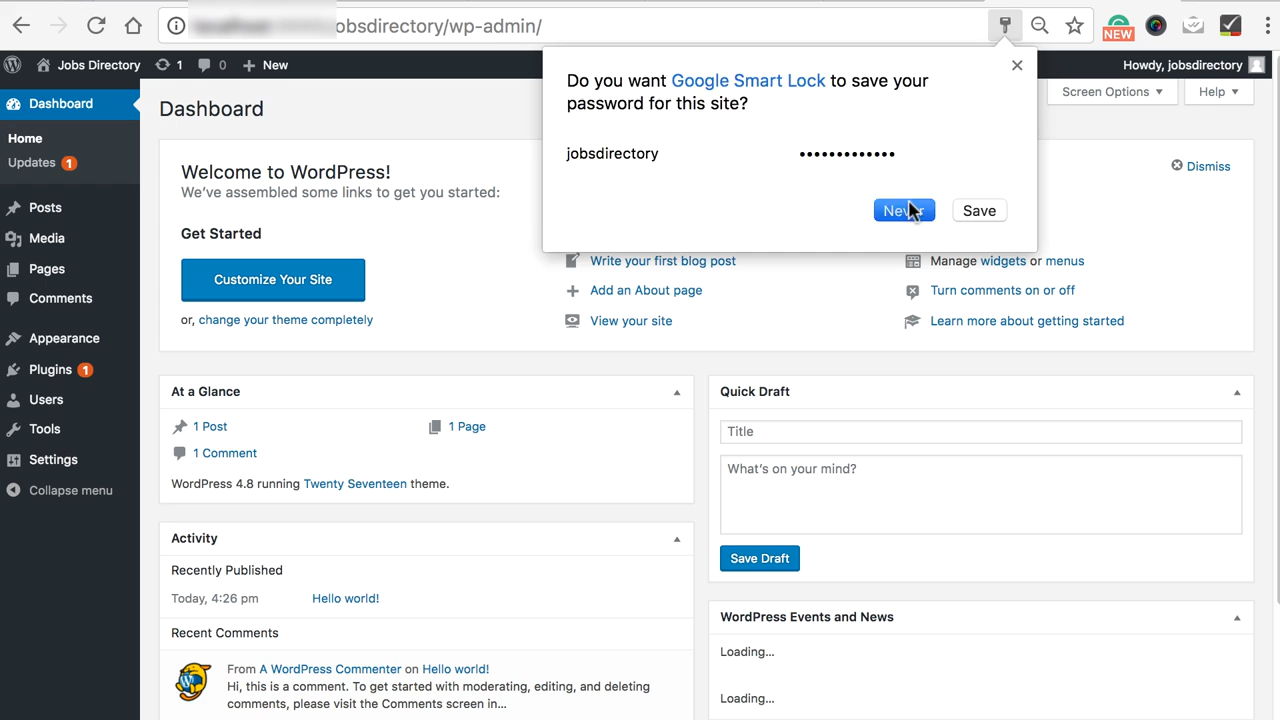 obsdirectory/wp-admin/
NEW
Jobs Directory
1
0
New
Howdy, jobsdirectory
Do you want Google Smart Lock to save your
password for this site?
jobsdirectory
•••••••••••••
Never
Save
Dashboard
Home
Updates 1
Posts
Media
Pages
Comments
Appearance
Plugins 1
Users
Tools
Settings
Collapse menu
Dashboard
Screen Options
Help
Welcome to WordPress!
We've assembled some links to get you started:
Dismiss
Get Started
Customize Your Site
or, change your theme completely
Write your first blog post
Add an About page
View your site
Manage widgets or menus
Turn comments on or off
Learn more about getting started
At a Glance
1 Post
1 Page
1 Comment
WordPress 4.8 running Twenty Seventeen theme.
Activity
Recently Published
Today, 4:26 pm
Hello world!
Recent Comments
From A WordPress Commenter on Hello world!
Hi, this is a comment. To get started with moderating, editing, and deleting
comments, please visit the Comments screen in...
Quick Draft
Title
What's on your mind?
Save Draft
WordPress Events and News
Loading...
Loading...